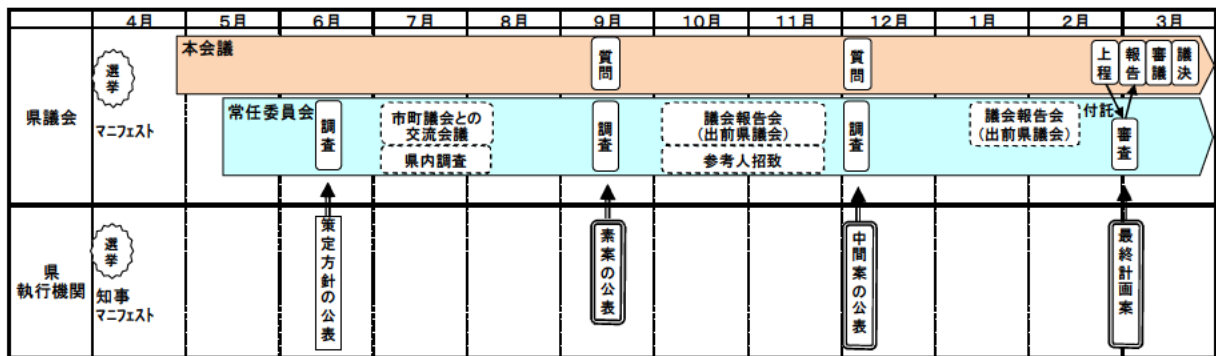 4月 5月 6月 7月 8月 9月 10月 11月 12月 1月 2月 3月
県議会
選挙
マニフェスト
本会議
質問
質問
上程
報告
審議
議決
常任委員会
調査
市町議会との
交流会議
県内調査
調査
議会報告会
(出前県議会)
参考人招致
調査
議会報告会
(出前県議会)
付託
審査
県
執行機関
選挙
知事
マニフェスト
策定方針の公表
素案の公表
中間案の公表
最終計画案